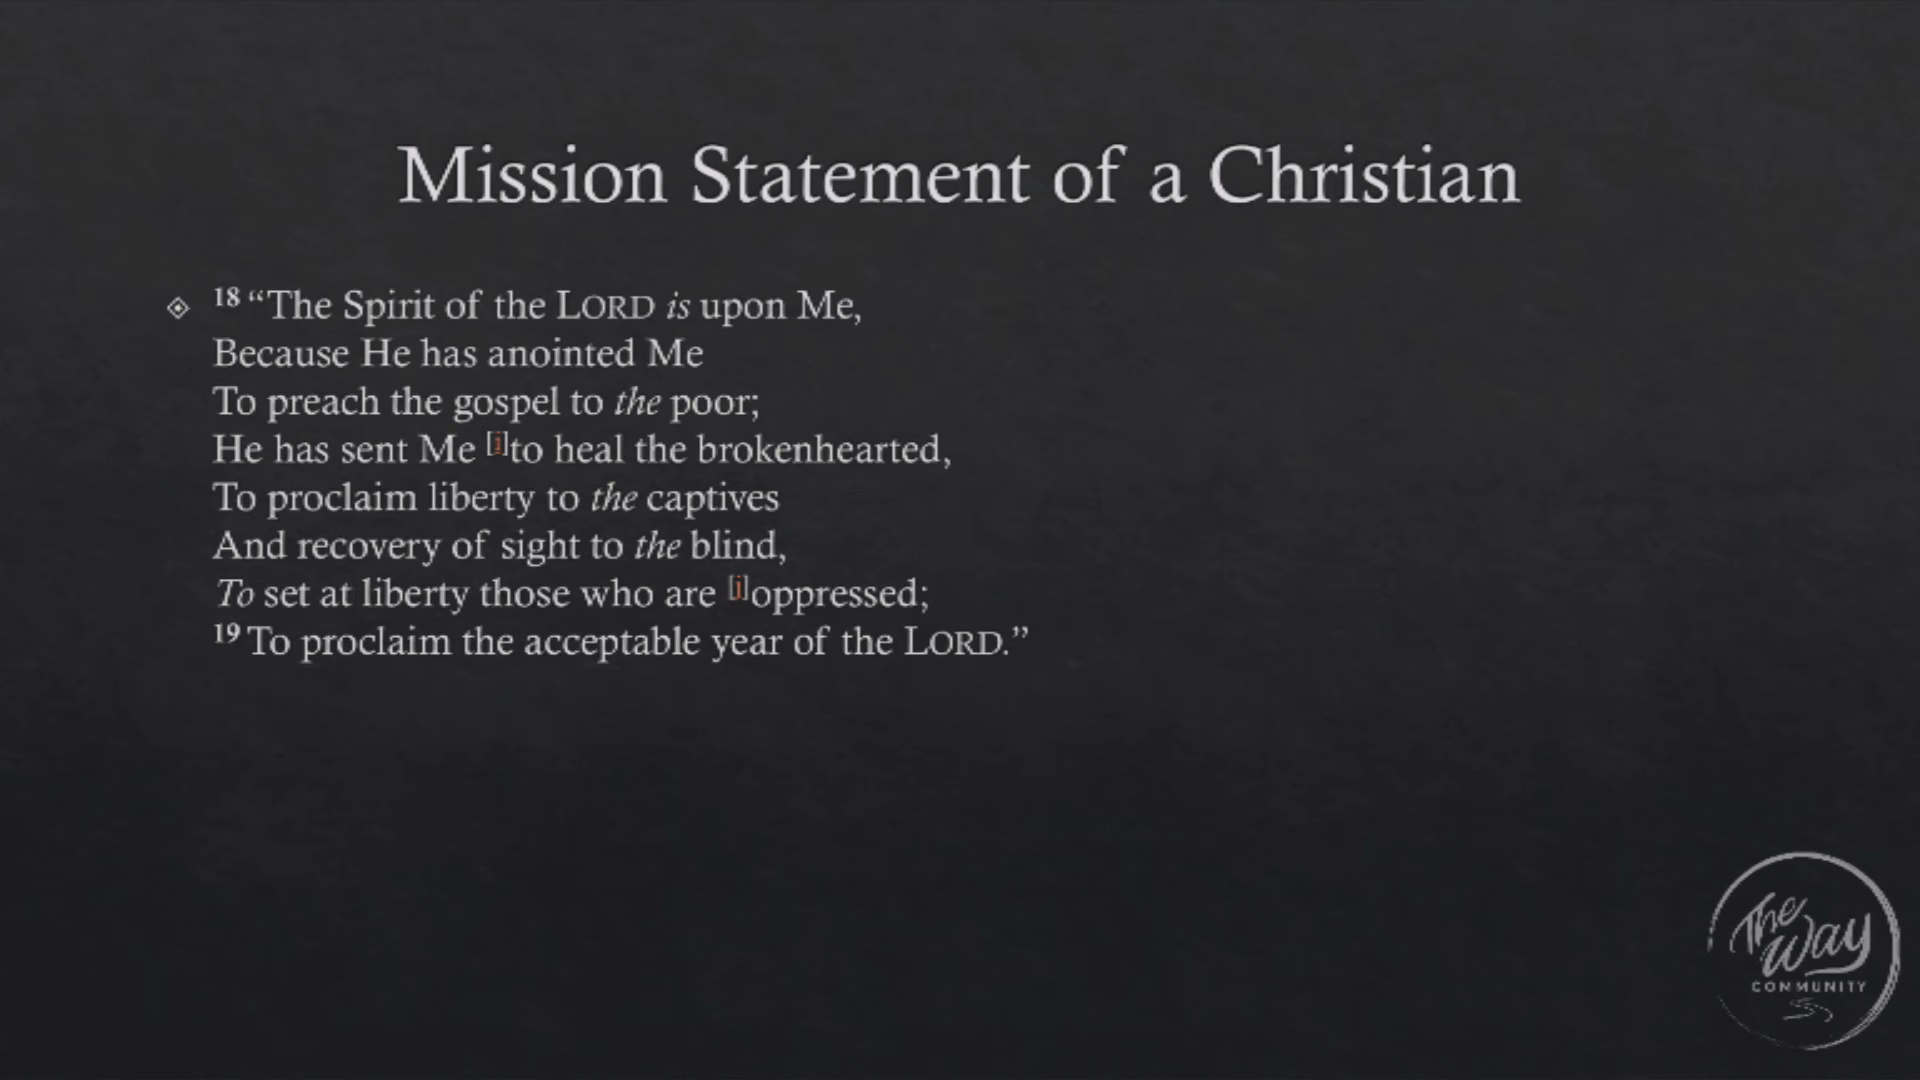 Mission Statement of a Christian
18 “The Spirit of the LORD is upon Me,
Because He has anointed Me
To preach the gospel to the poor;
He has sent Me [i]to heal the brokenhearted,
To proclaim liberty to the captives
And recovery of sight to the blind,
To set at liberty those who are [j]oppressed;
19 To proclaim the acceptable year of the LORD.”
The
Way
COMMUNITY